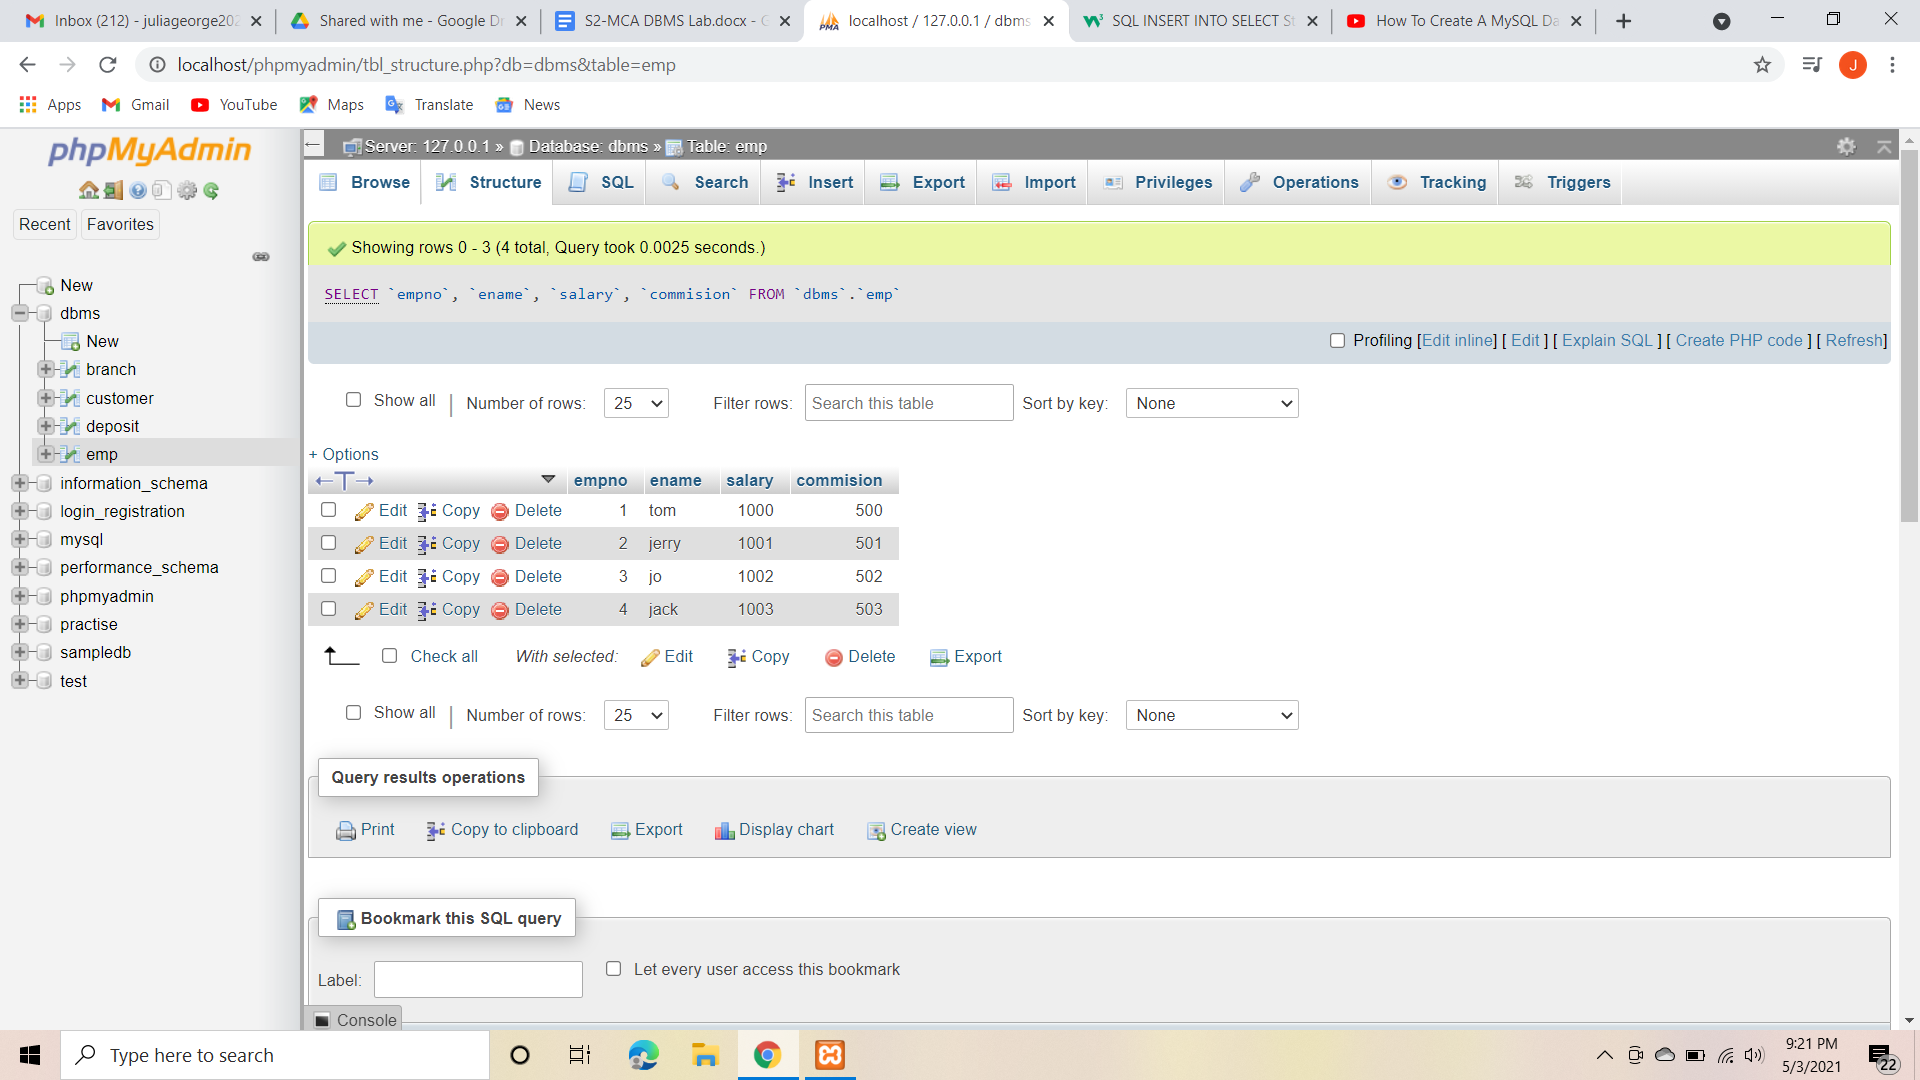 Inbox (212) - juliageorge202
Shared with me - Google Dr
S2-MCA DBMS Lab.docx - G
localhost / 127.0.0.1 / dbms
SQL INSERT INTO SELECT St
How To Create A MySQL Da
localhost/phpmyadmin/tbl_structure.php?db=dbms&table=emp
J
Apps Gmail YouTube Maps Translate News
phpMyAdmin
Recent Favorites
New
dbms
New
branch
customer
deposit
emp
information_schema
login_registration
mysql
performance_schema
phpmyadmin
practise
sampledb
test
Server: 127.0.0.1 » Database: dbms » Table: emp
Browse Structure SQL Search Insert Export Import Privileges Operations Tracking Triggers
Showing rows 0 - 3 (4 total, Query took 0.0025 seconds.)
SELECT `empno`, `ename`, `salary`, `commision` FROM `dbms`.`emp`
Profiling [Edit inline] [ Edit ] [ Explain SQL ] [ Create PHP code ] [ Refresh]
Show all | Number of rows: 25 Filter rows: Search this table Sort by key: None
+ Options
←T→ empno ename salary commision
Edit Copy Delete 1 tom 1000 500
Edit Copy Delete 2 jerry 1001 501
Edit Copy Delete 3 jo 1002 502
Edit Copy Delete 4 jack 1003 503
Check all With selected: Edit Copy Delete Export
Show all | Number of rows: 25 Filter rows: Search this table Sort by key: None
Query results operations
Print Copy to clipboard Export Display chart Create view
Bookmark this SQL query
Label: Let every user access this bookmark
Console
Type here to search
9:21 PM
5/3/2021
22